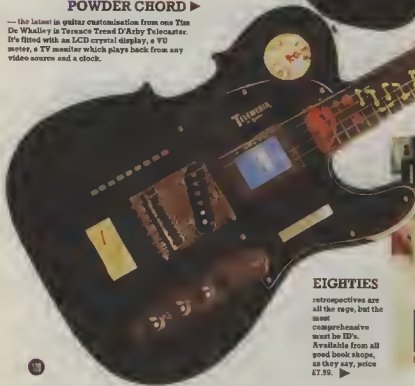 POWDER CHORD ▶
— the latest in guitar customisation from one Tim
De Whalley is Terence Trend D'Arby Telecaster.
It's fitted with an LCD crystal display, a VU
meter, a TV monitor which plays back from any
video source and a clock.
EIGHTIES
retrospectives are
all the rage, but the
most
comprehensive
must be ID's.
Available from all
good book shops,
as they say, price
£7.99. ▶